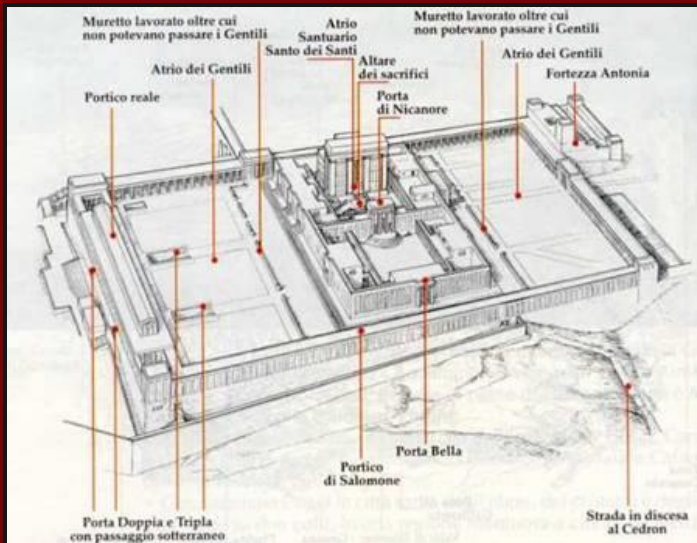 Muretto lavorato oltre cui
non potevano passare i Gentili
Atrio
Santuario
Santo dei Santi
Muretto lavorato oltre cui
non potevano passare i Gentili
Atrio dei Gentili
Altare
dei sacrifici
Atrio dei Gentili
Portico reale
Porta
di Nicanore
Fortezza Antonia
Porta Bella
Portico
di Salomone
Porta Doppia e Tripla
con passaggio sotterraneo
Strada in discesa
al Cedron